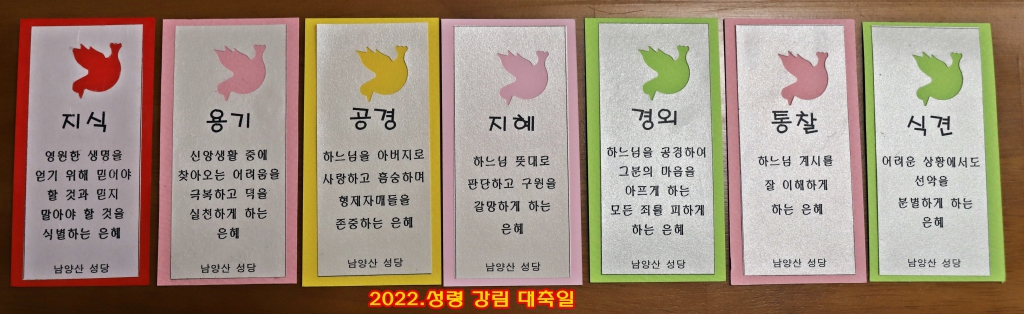 지식
영원한 생명을
얻기 위해 믿어야
할 것과 믿지
말아야 할 것을
식별하는 은혜
남양산 성당
용기
신앙생활 중에
찾아오는 어려움을
극복하고 덕을
실천하게 하는
은혜
남양산 성당
공경
하느님을 아버지로
사랑하고 흠숭하며
형제자매들을
존중하는 은혜
남양산 성당
지혜
하느님 뜻대로
판단하고 구원을
갈망하게 하는
은혜
남양산 성당
경외
하느님을 공경하여
그분의 마음을
아프게 하는
모든 죄를 피하게
하는 은혜
남양산 성당
통찰
하느님 계시를
잘 이해하게
하는 은혜
남양산 성당
식견
어려운 상황에서도
선악을
분별하게 하는
은혜
남양산 성당
2022.성령 강림 대축일